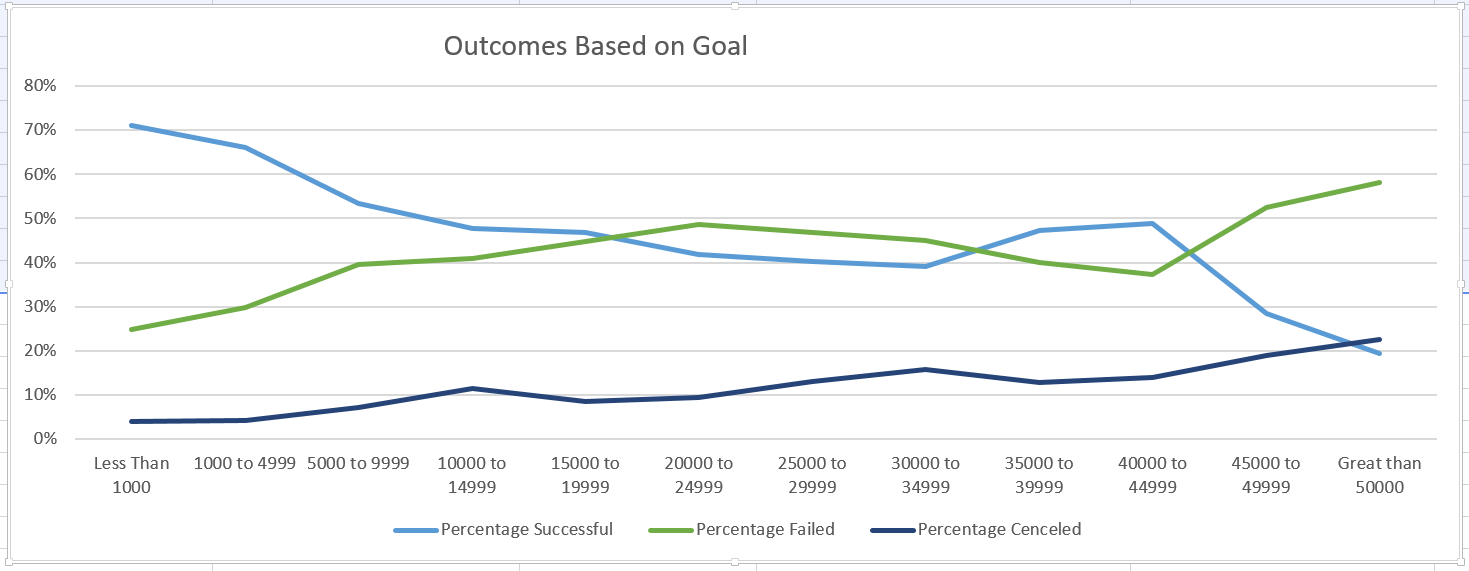 Outcomes Based on Goal
80%
70%
60%
50%
40%
30%
20%
10%
0%
Less Than 1000
1000 to 4999
5000 to 9999
10000 to 14999
15000 to 19999
20000 to 24999
25000 to 29999
30000 to 34999
35000 to 39999
40000 to 44999
45000 to 49999
Great than 50000
Percentage Successful
Percentage Failed
Percentage Cenceled